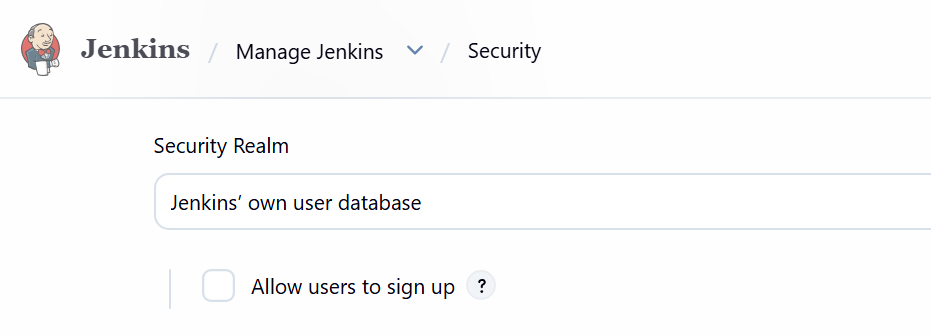 Jenkins / Manage Jenkins / Security
Security Realm
Jenkins’ own user database
Allow users to sign up ?